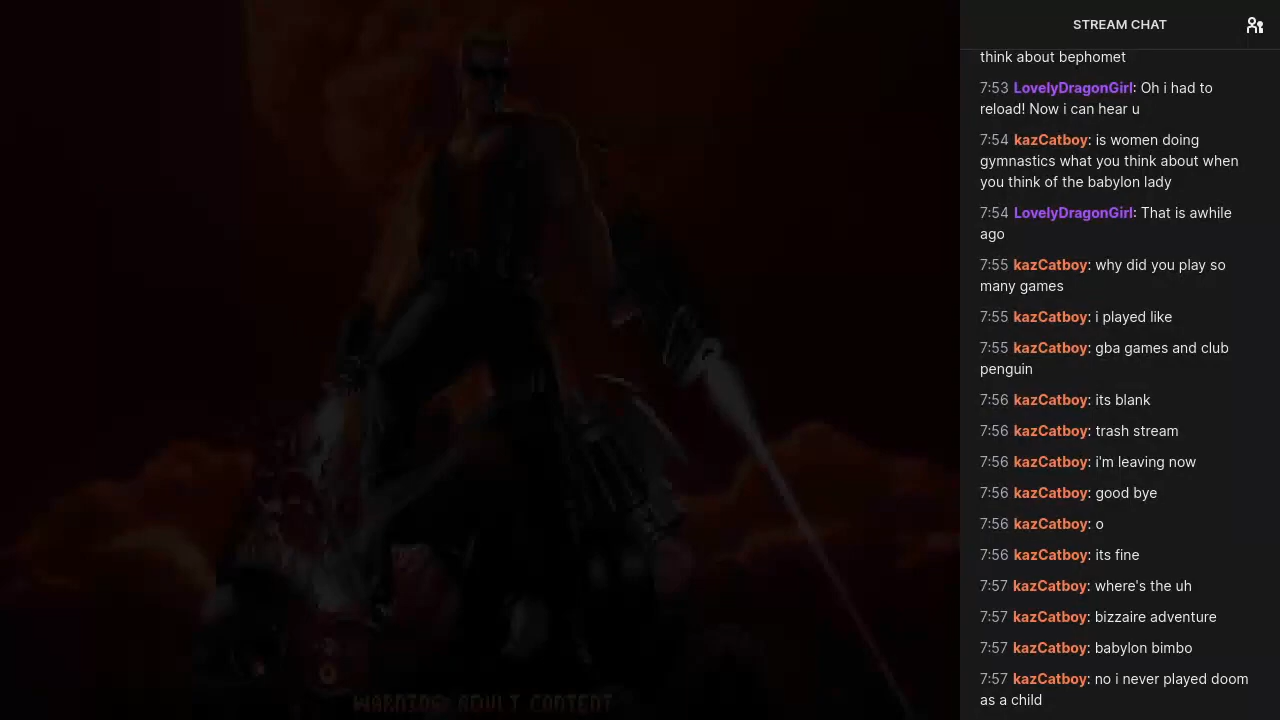 STREAM CHAT
think about bephomet
7:53 LovelyDragonGirl: Oh i had to
reload! Now i can hear u
7:54 kazCatboy: is women doing
gymnastics what you think about when
you think of the babylon lady
7:54 LovelyDragonGirl: That is awhile
ago
7:55 kazCatboy: why did you play so
many games
7:55 kazCatboy: i played like
7:55 kazCatboy: gba games and club
penguin
7:56 kazCatboy: its blank
7:56 kazCatboy: trash stream
7:56 kazCatboy: i'm leaving now
7:56 kazCatboy: good bye
7:56 kazCatboy: o
7:56 kazCatboy: its fine
7:57 kazCatboy: where's the uh
7:57 kazCatboy: bizzaire adventure
7:57 kazCatboy: babylon bimbo
7:57 kazCatboy: no i never played doom
as a child
WARNING: ADULT CONTENT